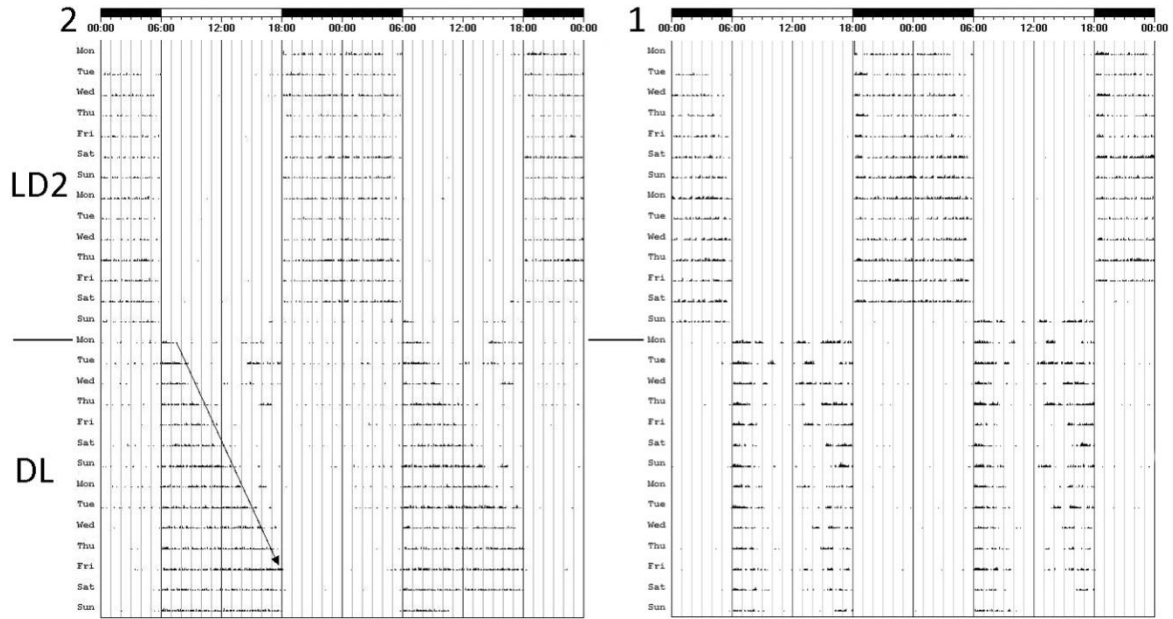 2
00:00 06:00 12:00 18:00 00:00 06:00 12:00 18:00 00:00
Mon
Tue
Wed
Thu
Fri
Sat
Sun
Mon
Tue
Wed
Thu
Fri
Sat
Sun
Mon
Tue
Wed
Thu
Fri
Sat
Sun
Mon
Tue
Wed
Thu
Fri
Sat
Sun
LD2
DL
1
00:00 06:00 12:00 18:00 00:00 06:00 12:00 18:00 00:00
Mon
Tue
Wed
Thu
Fri
Sat
Sun
Mon
Tue
Wed
Thu
Fri
Sat
Sun
Mon
Tue
Wed
Thu
Fri
Sat
Sun
Mon
Tue
Wed
Thu
Fri
Sat
Sun